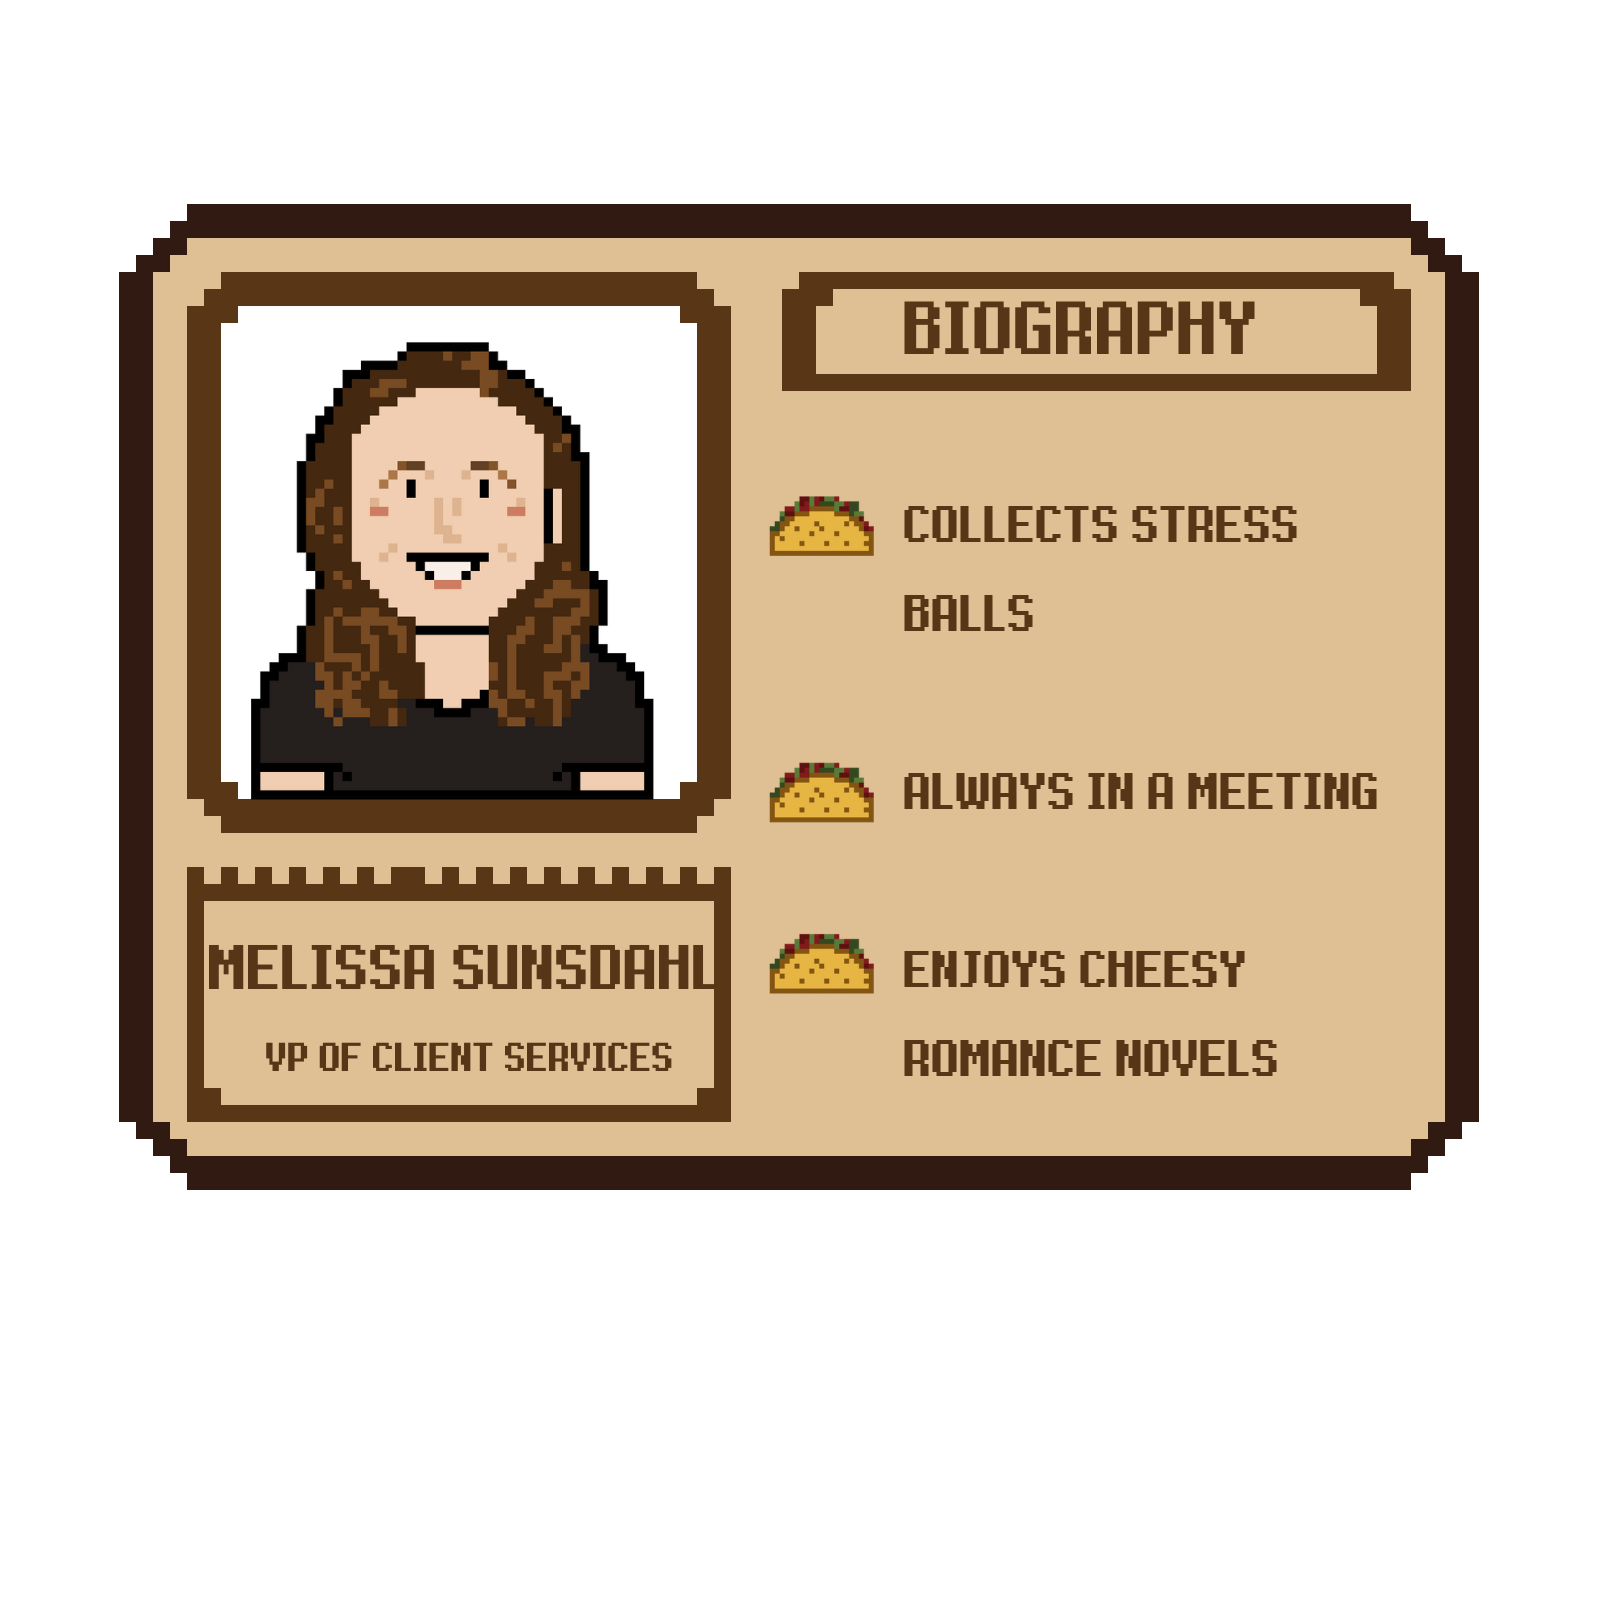 BIOGRAPHY
COLLECTS STRESS
BALLS
ALWAYS IN A MEETING
ENJOYS CHEESY
ROMANCE NOVELS
MELISSA SUNSDAHL
VP OF CLIENT SERVICES